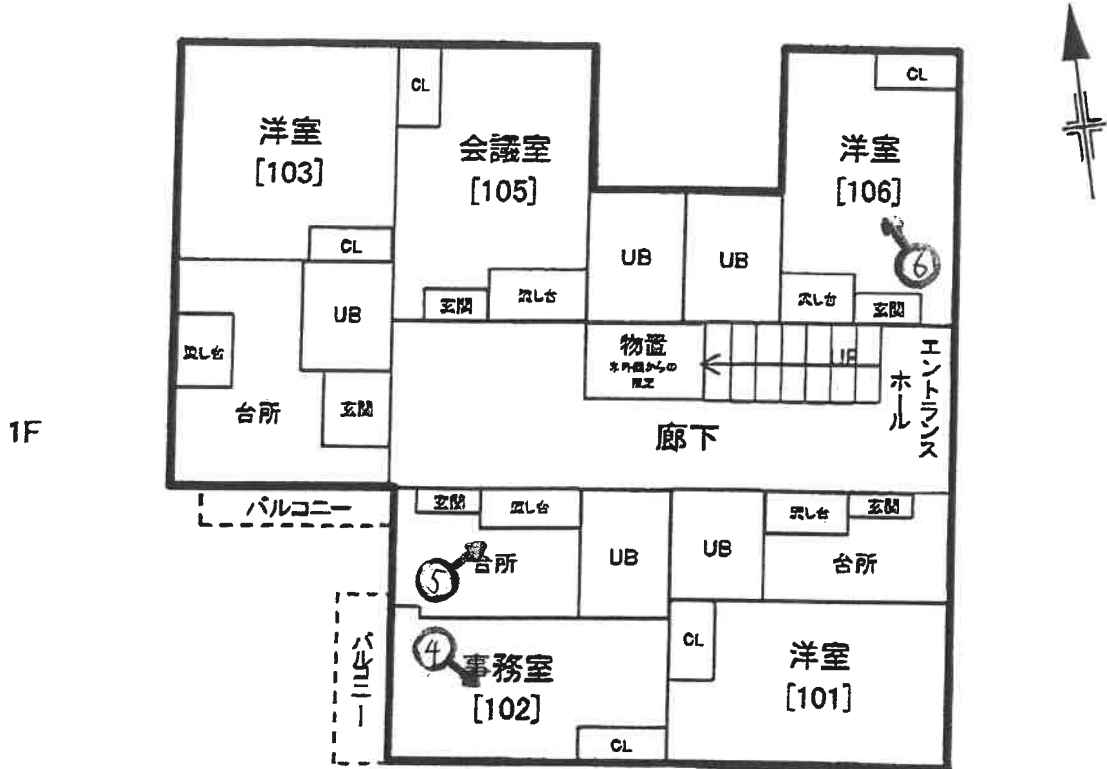 CL
CL
洋室
[103]
会議室
[105]
洋室
[106]
⑥
CL
UB
UB
UB
玄関
流し台
流し台
玄関
流し台
台所
玄関
物置
UP
エントランス
ホール
廊下
1F
バルコニー
玄関
流し台
UB
UB
流し台
玄関
⑤
台所
台所
バルコニー
④
事務室
[102]
CL
洋室
[101]
CL